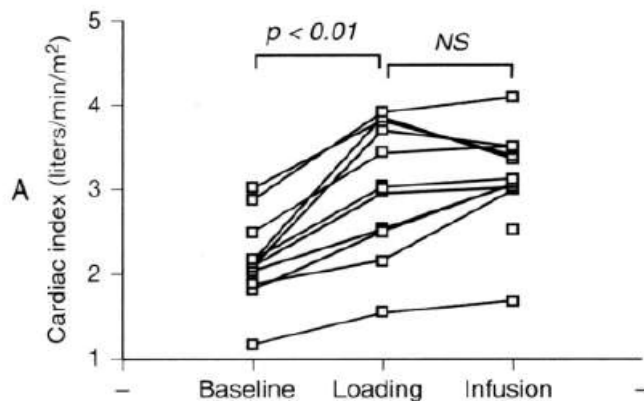 p < 0.01
NS
A
Cardiac index (liters/min/m²)
5
4
3
2
1
– Baseline Loading Infusion –